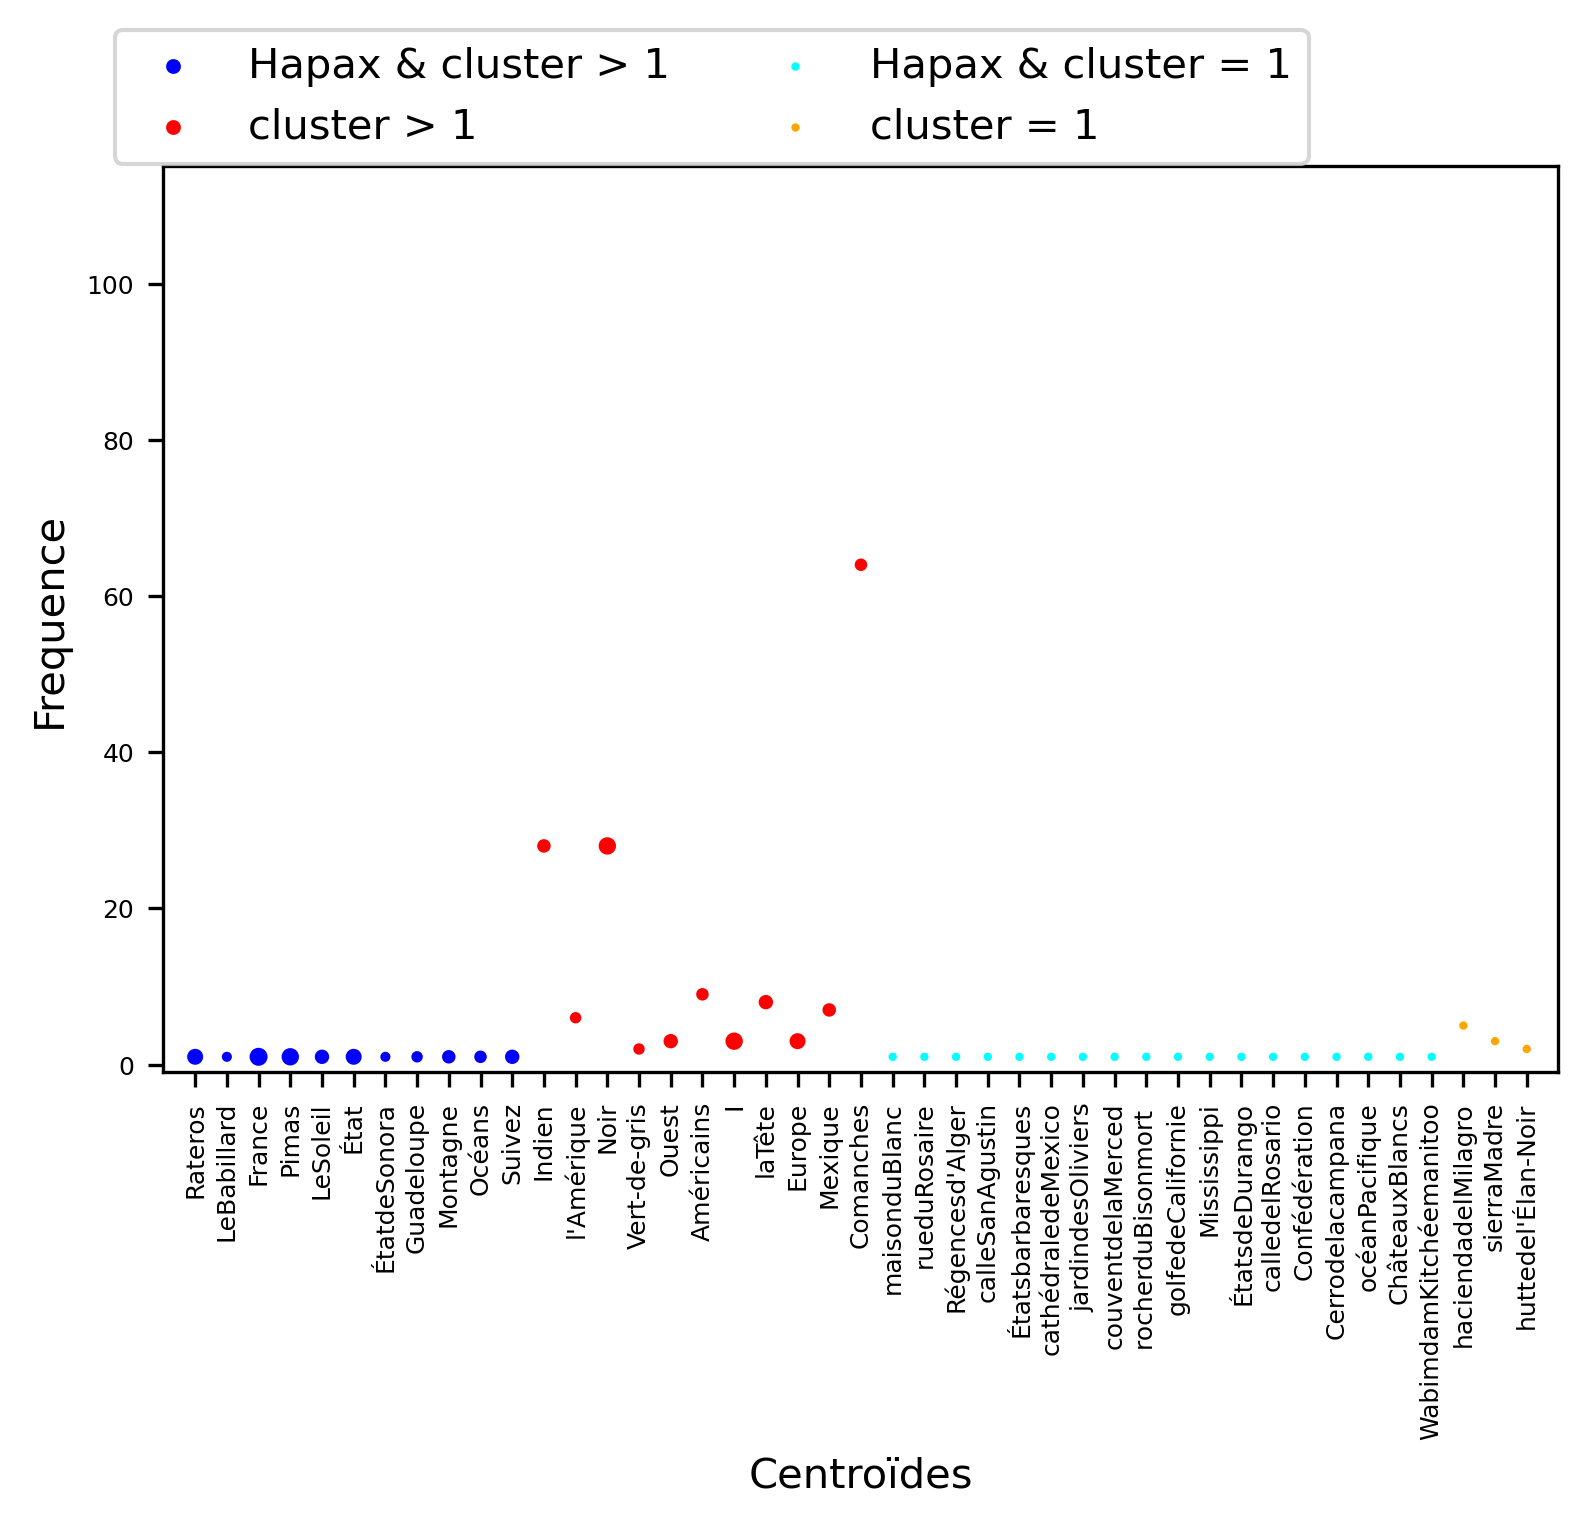 Hapax & cluster > 1
cluster > 1
Hapax & cluster = 1
cluster = 1
Frequence
100
80
60
40
20
0
Rateros
LeBabillard
France
Pimas
LeSoleil
État
ÉtatdeSonora
Guadeloupe
Montagne
Océans
Suivez
Indien
l'Amérique
Noir
Vert-de-gris
Ouest
Américains
I
laTête
Europe
Mexique
Comanches
maisonduBlanc
rueduRosaire
Régencesd'Alger
calleSanAgustin
Étatsbarbaresques
cathédraledeMexico
jardindesOliviers
couventdelaMerced
rocherduBisonmort
golfedeCalifornie
Mississippi
ÉtatsdeDurango
calledelRosario
Confédération
Cerrodelacampana
océanPacifique
ChâteauxBlancs
WabimdamKitchéemanitoo
haciendadelMilagro
sierraMadre
huttedel'Élan-Noir
Centroïdes